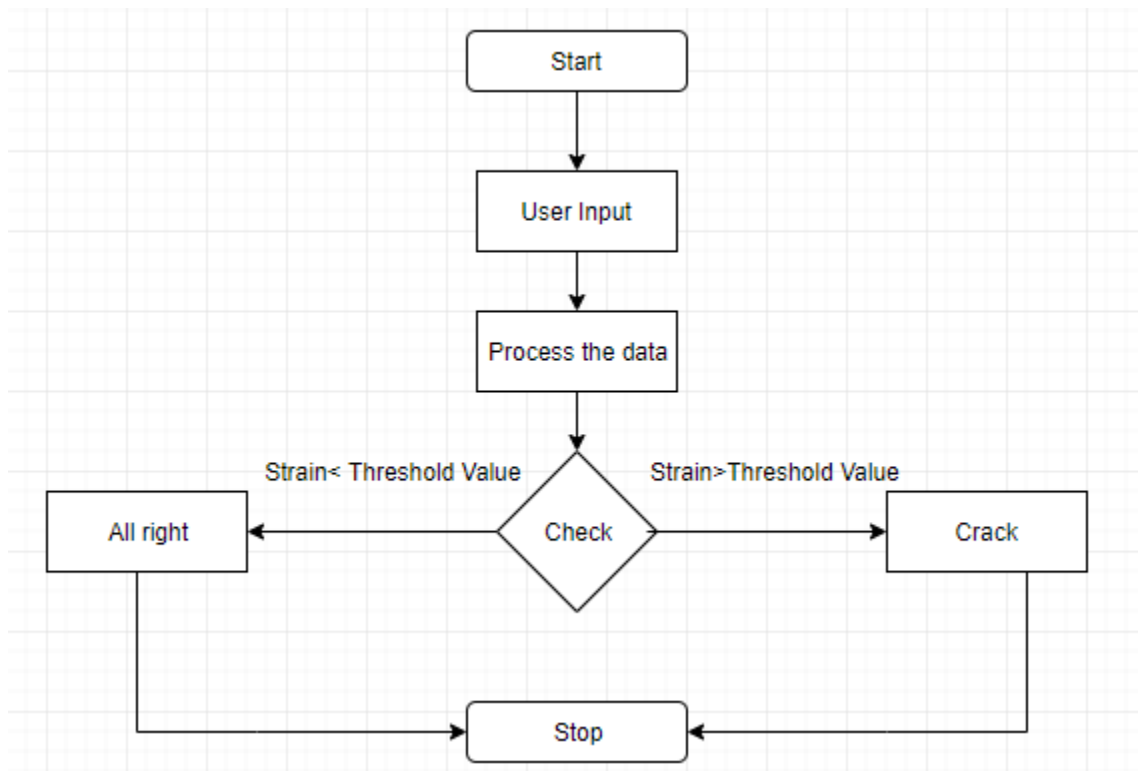 Start
User Input
Process the data
Strain< Threshold Value
Strain>Threshold Value
All right
Check
Crack
Stop